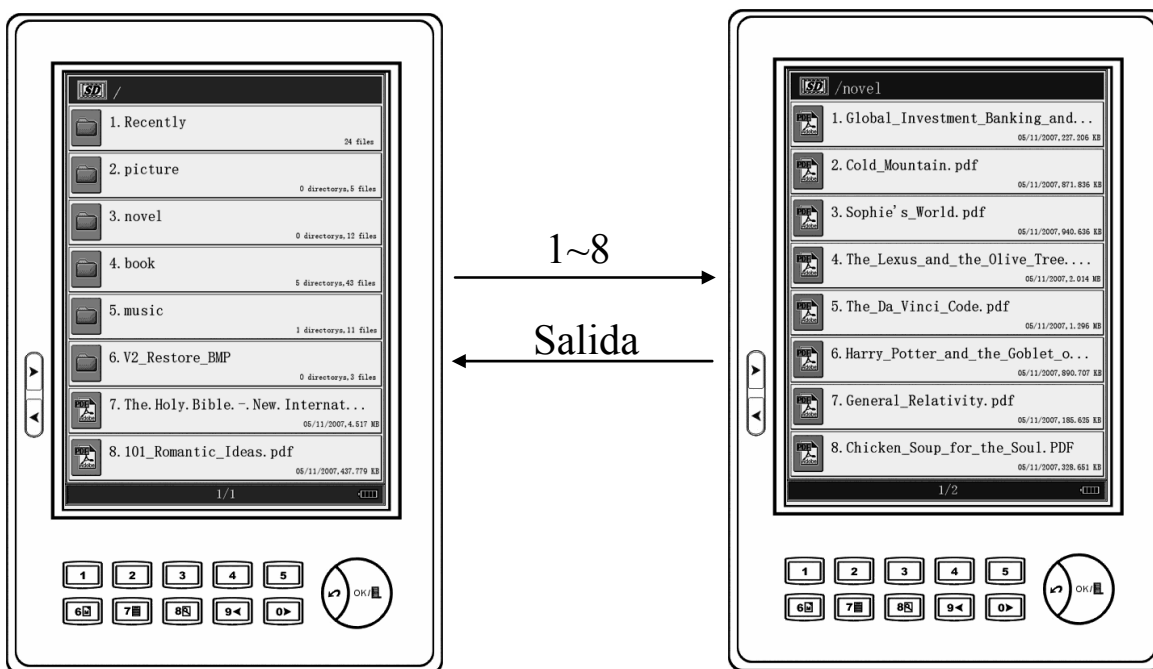 SD /
1.Recently
24 files
2.picture
0 directorys,5 files
3.novel
0 directorys,12 files
4.book
5 directorys,43 files
5.music
1 directorys,11 files
6.V2_Restore_BMP
0 directorys,3 files
7.The.Holy.Bible.-.New.Internat...
05/11/2007,4.517 MB
8.101_Romantic_Ideas.pdf
05/11/2007,437.779 KB
1/1
1 2 3 4 5
6 7 8 9 0 OK/
1~8
Salida
SD /novel
1.Global_Investment_Banking_and...
05/11/2007,227.206 KB
2.Cold_Mountain.pdf
05/11/2007,871.836 KB
3.Sophie's_World.pdf
05/11/2007,940.636 KB
4.The_Lexus_and_the_Olive_Tree....
05/11/2007,2.014 MB
5.The_Da_Vinci_Code.pdf
05/11/2007,1.296 MB
6.Harry_Potter_and_the_Goblet_o...
05/11/2007,890.707 KB
7.General_Relativity.pdf
05/11/2007,185.625 KB
8.Chicken_Soup_for_the_Soul.PDF
05/11/2007,328.651 KB
1/2
1 2 3 4 5
6 7 8 9 0 OK/